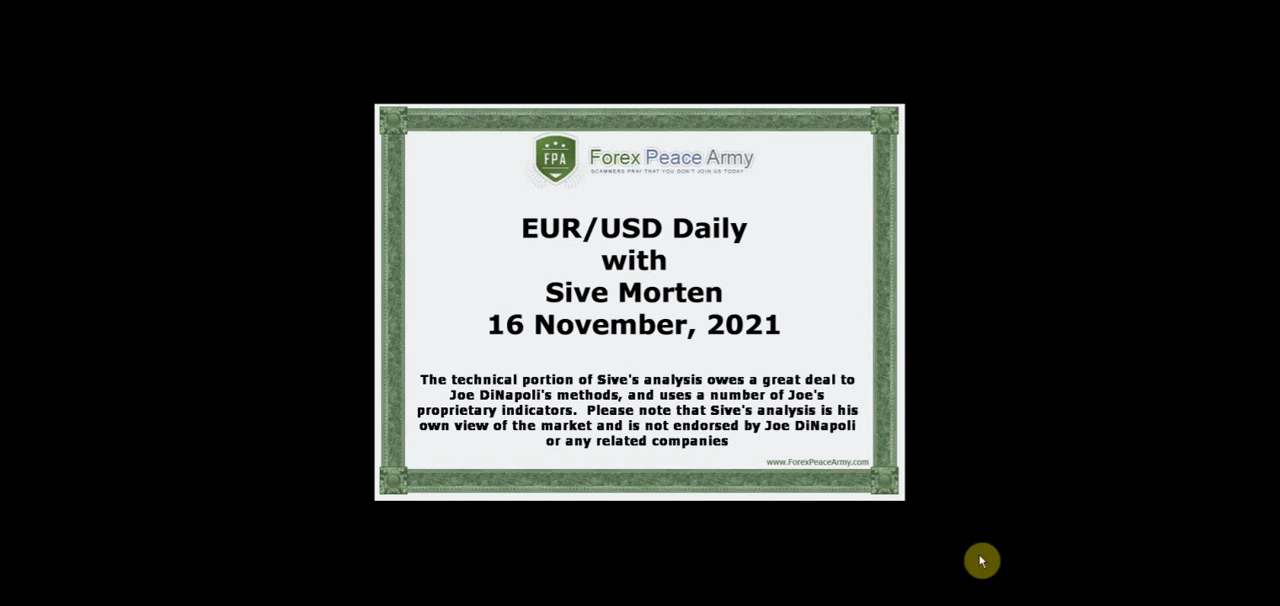 FPA
Forex Peace Army
SCAMMERS PRAY THAT YOU DON'T JOIN US TODAY
EUR/USD Daily
with
Sive Morten
16 November, 2021
The technical portion of Sive's analysis owes a great deal to
Joe DiNapoli's methods, and uses a number of Joe's
proprietary indicators.  Please note that Sive's analysis is his
own view of the market and is not endorsed by Joe DiNapoli
or any related companies
www.ForexPeaceArmy.com